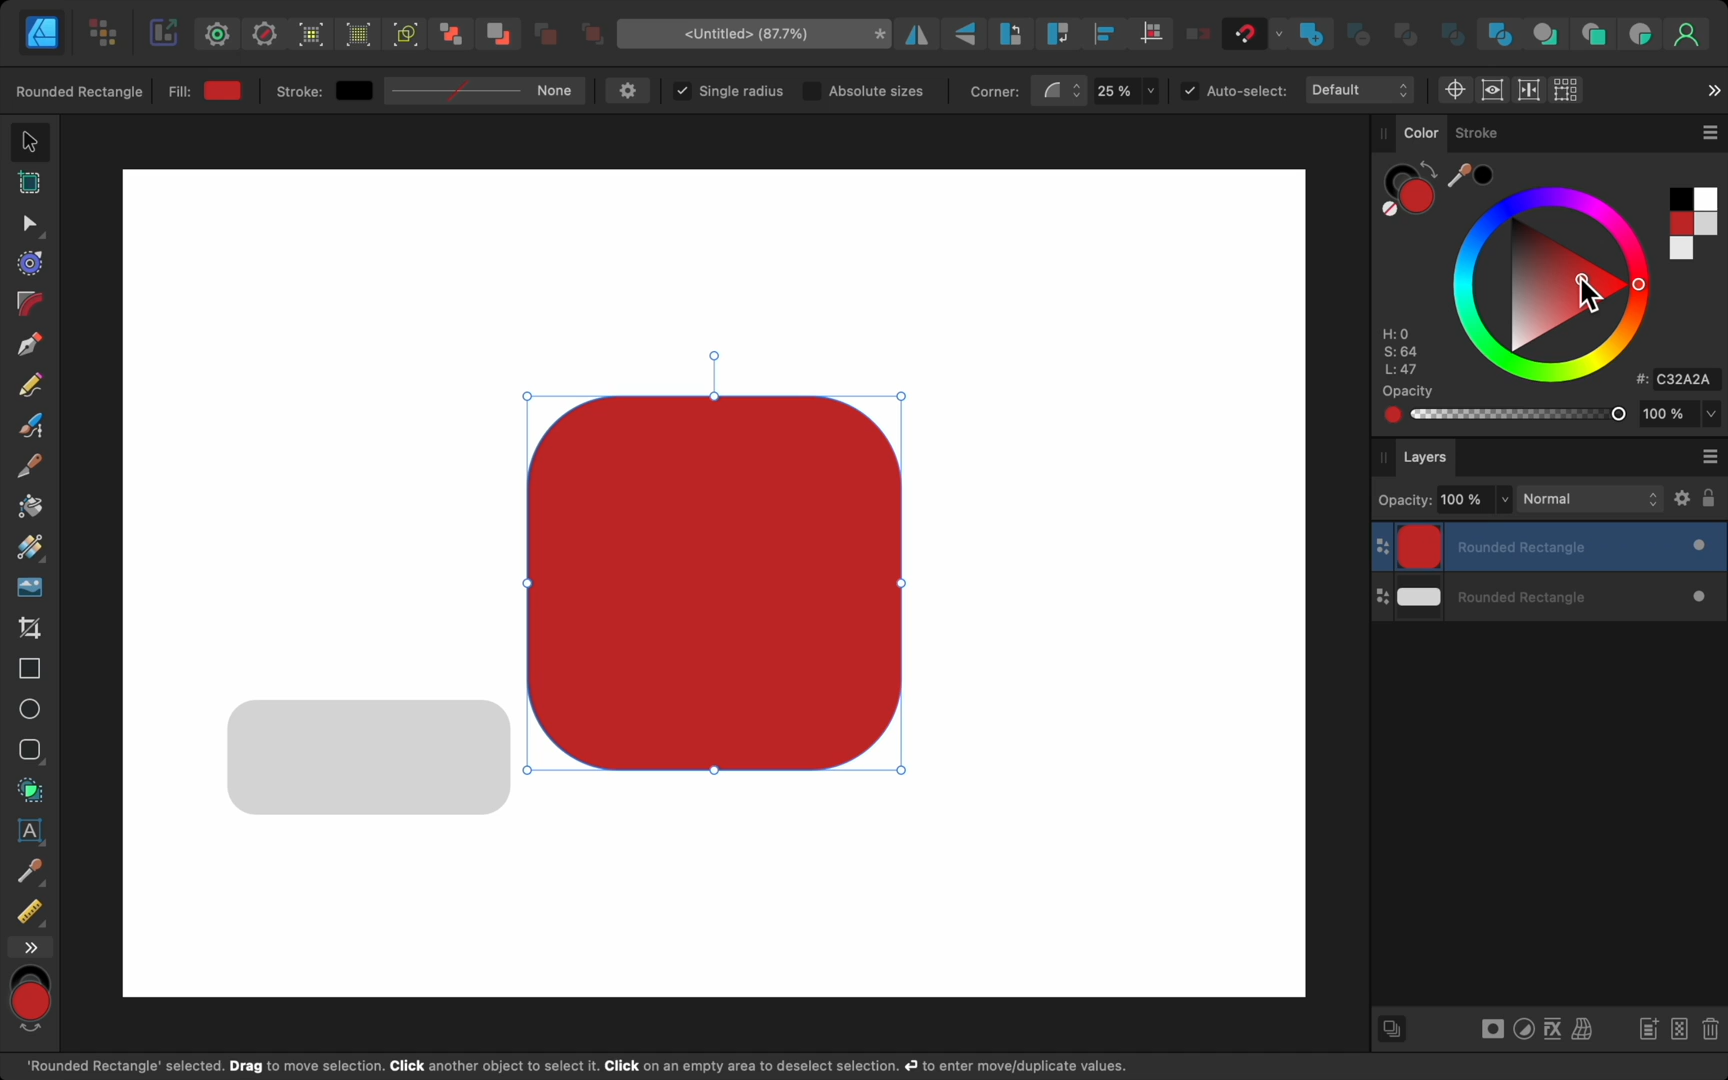 <Untitled> (87.7%) *
Rounded Rectangle Fill: Stroke: None Single radius Absolute sizes Corner: 25 % Auto-select: Default
Color Stroke
H: 0
S: 64
L: 47
#: C32A2A
Opacity
100 %
Layers
Opacity: 100 % Normal
Rounded Rectangle
Rounded Rectangle
A
FX
'Rounded Rectangle' selected. Drag to move selection. Click another object to select it. Click on an empty area to deselect selection. ↵ to enter move/duplicate values.